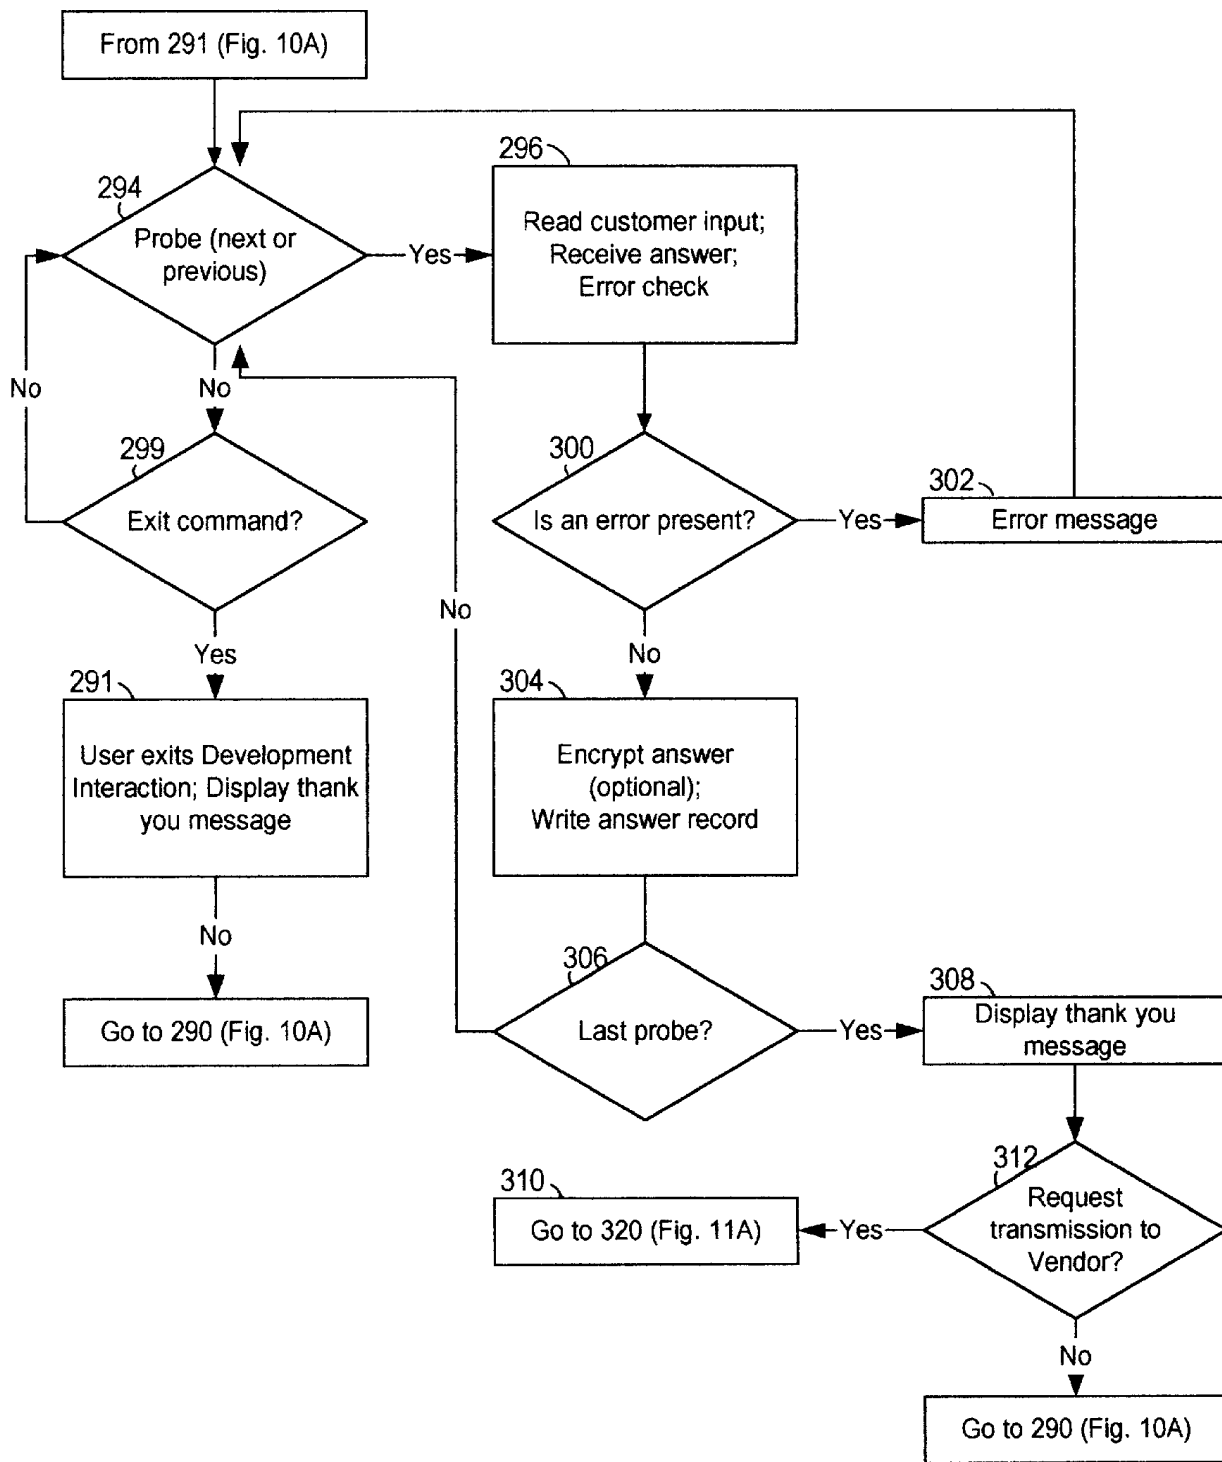 From 291 (Fig. 10A)
294
Probe (next or
previous)
Yes
296
Read customer input;
Receive answer;
Error check
No
No
299
Exit command?
300
Is an error present?
Yes
302
Error message
No
Yes
No
291
User exits Development
Interaction; Display thank
you message
304
Encrypt answer
(optional);
Write answer record
No
306
Last probe?
Yes
308
Display thank you
message
Go to 290 (Fig. 10A)
310
Go to 320 (Fig. 11A)
Yes
312
Request
transmission to
Vendor?
No
Go to 290 (Fig. 10A)